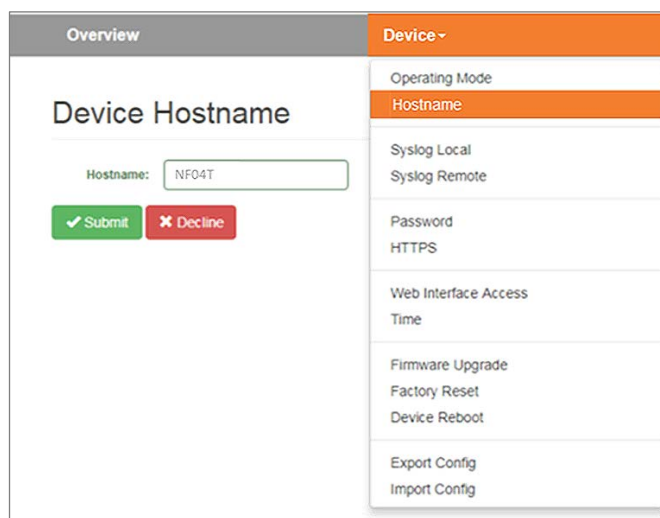 Overview
Device
Device Hostname
Hostname:
NF04T
Submit
Decline
Operating Mode
Hostname
Syslog Local
Syslog Remote
Password
HTTPS
Web Interface Access
Time
Firmware Upgrade
Factory Reset
Device Reboot
Export Config
Import Config